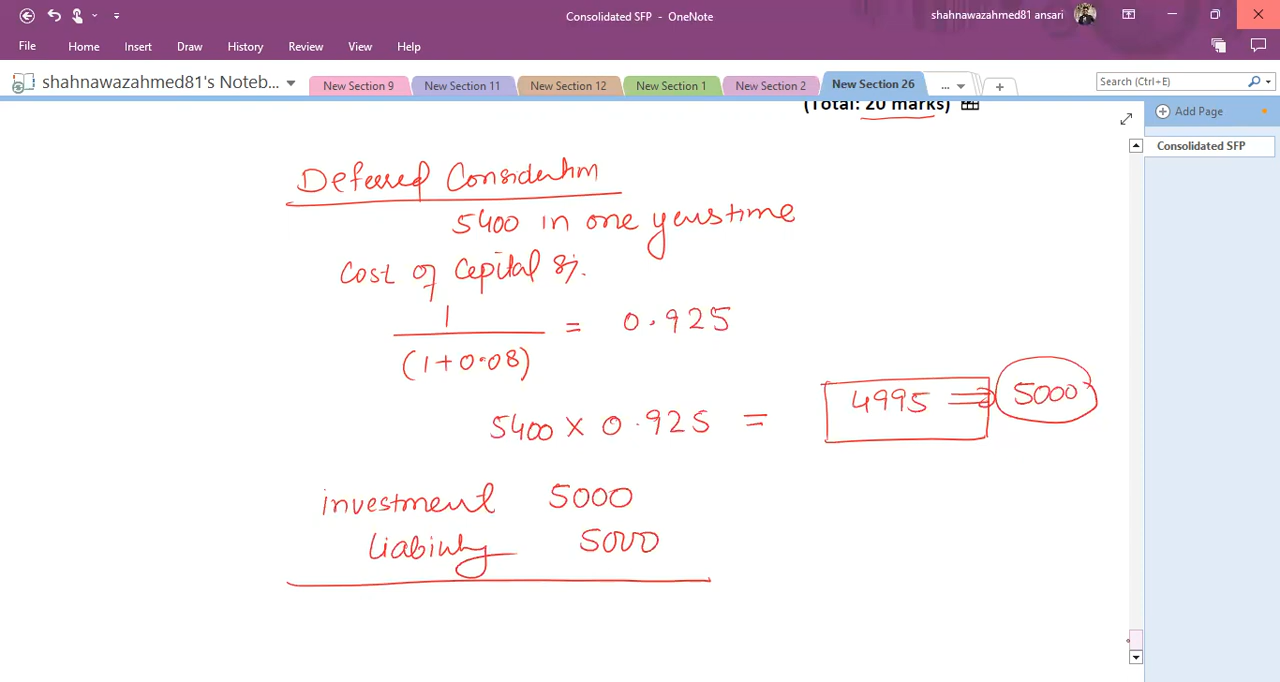 Consolidated SFP - OneNote
shahnawazahmed81 ansari
File Home Insert Draw History Review View Help
shahnawazahmed81's Noteb... New Section 9 New Section 11 New Section 12 New Section 1 New Section 2 New Section 26 ... +
Search (Ctrl+E)
(Total: 20 marks)
Add Page
Consolidated SFP
Deferred Consideration
5400 in one years time
Cost of Capital 8%
1
(1+0.08)
= 0.925
5400 × 0.925 = 4995 ⇒ 5000
investment 5000
liability 5000